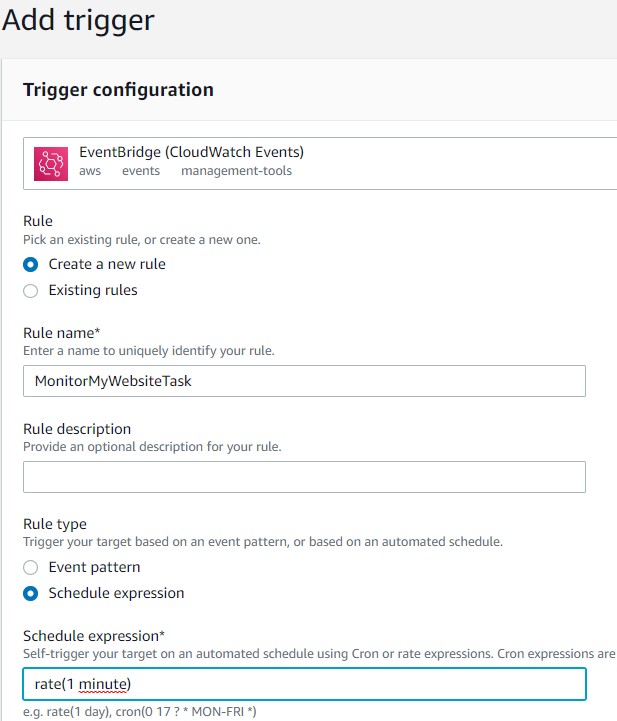 Add trigger
Trigger configuration
EventBridge (CloudWatch Events)
aws events management-tools
Rule
Pick an existing rule, or create a new one.
Create a new rule
Existing rules
Rule name*
Enter a name to uniquely identify your rule.
MonitorMyWebsiteTask
Rule description
Provide an optional description for your rule.
Rule type
Trigger your target based on an event pattern, or based on an automated schedule.
Event pattern
Schedule expression
Schedule expression*
Self-trigger your target on an automated schedule using Cron or rate expressions. Cron expressions are
rate(1 minute)
e.g. rate(1 day), cron(0 17 ? * MON-FRI *)